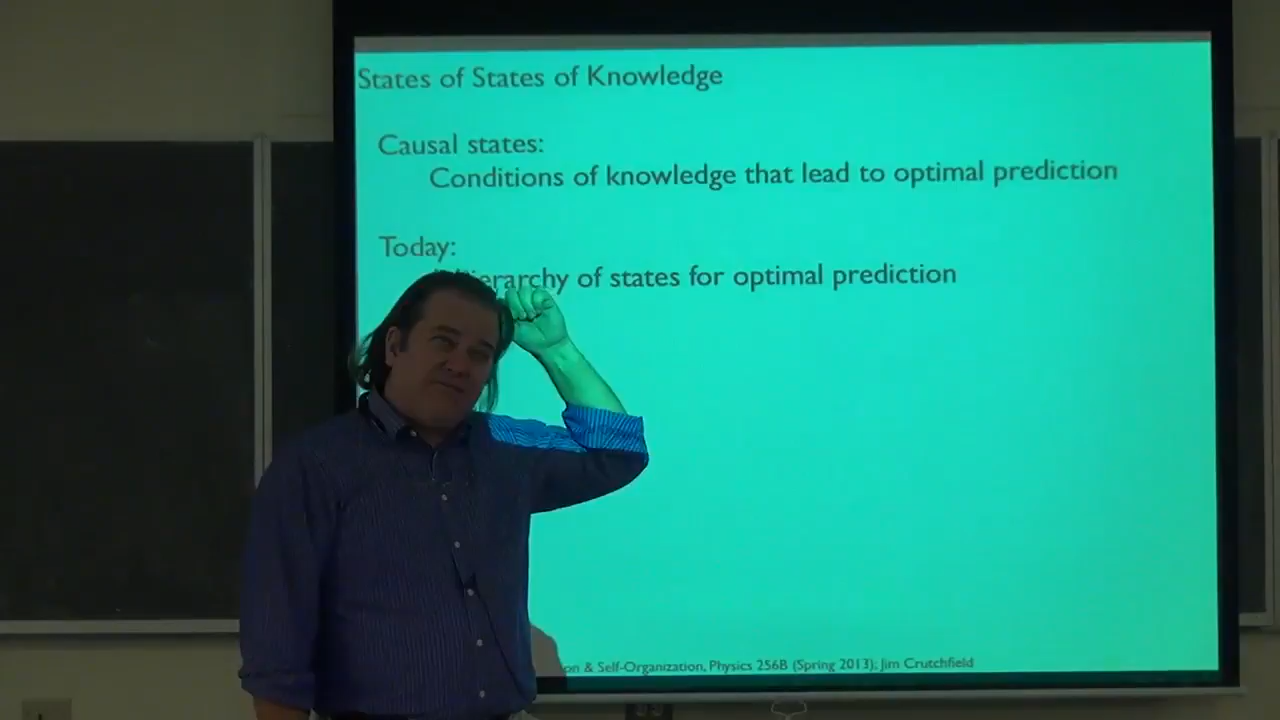 States of States of Knowledge
Causal states:
Conditions of knowledge that lead to optimal prediction
Today:
of states for optimal prediction
& Self-Organization, Physics 256B (Spring 2013); Jim Crutchfield